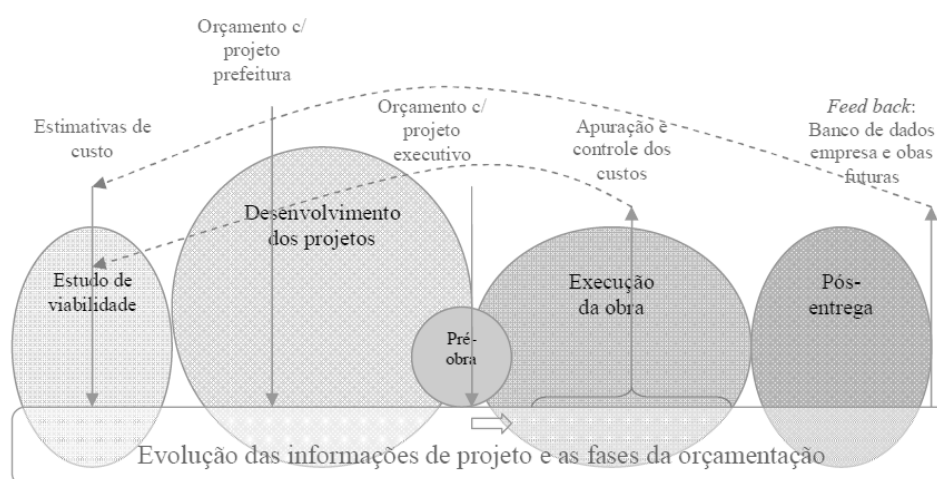 Orçamento c/
projeto
prefeitura
Estimativas de
custo
Orçamento c/
projeto
executivo
Apuração e
controle dos
custos
Feed back:
Banco de dados
empresa e obas
futuras
Desenvolvimento
dos projetos
Estudo de
viabilidade
Pré-
obra
Execução
da obra
Pós-
entrega
Evolução das informações de projeto e as fases da orçamentação